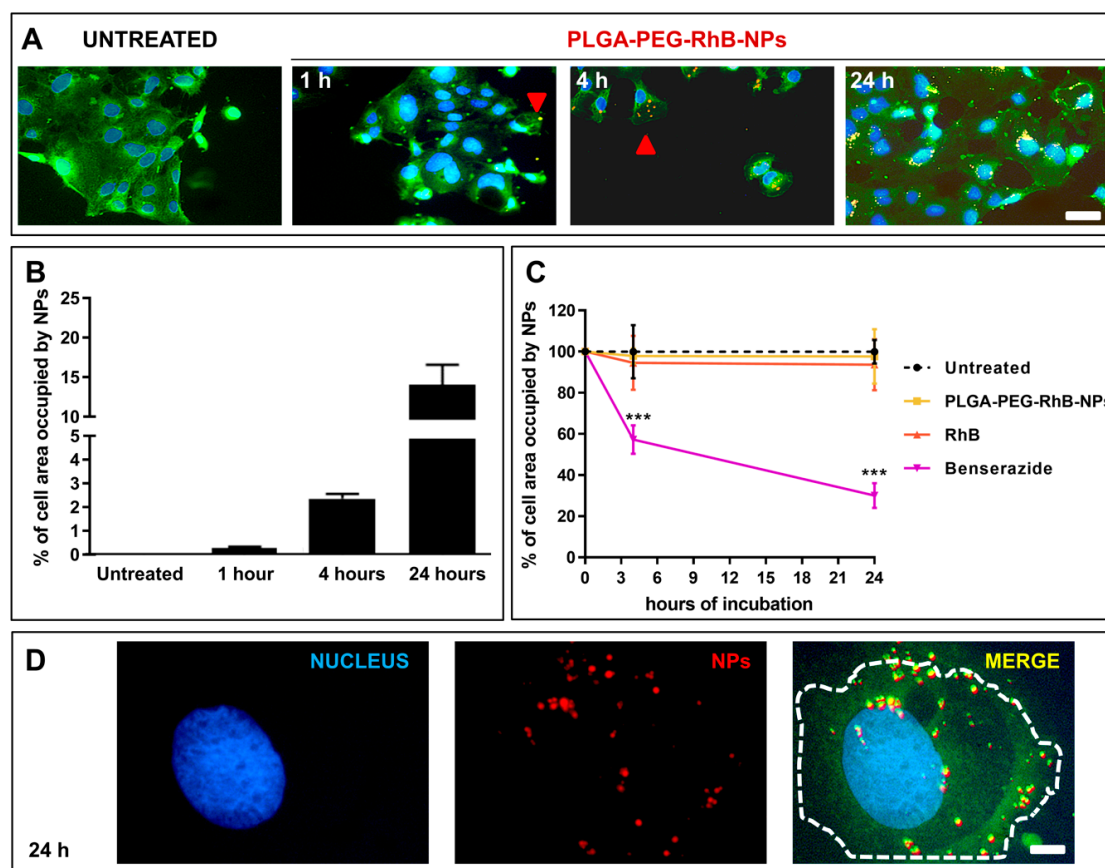 A
UNTREATED
PLGA-PEG-RhB-NPs
1 h
4 h
24 h
B
% of cell area occupied by NPs
25
20
15
10
5
4
3
2
1
0
Untreated
1 hour
4 hours
24 hours
C
% of cell area occupied by NPs
120
100
80
60
40
20
0
***
***
0 3 6 9 12 15 18 21 24
hours of incubation
Untreated
PLGA-PEG-RhB-NPs
RhB
Benserazide
D
NUCLEUS
NPs
MERGE
24 h